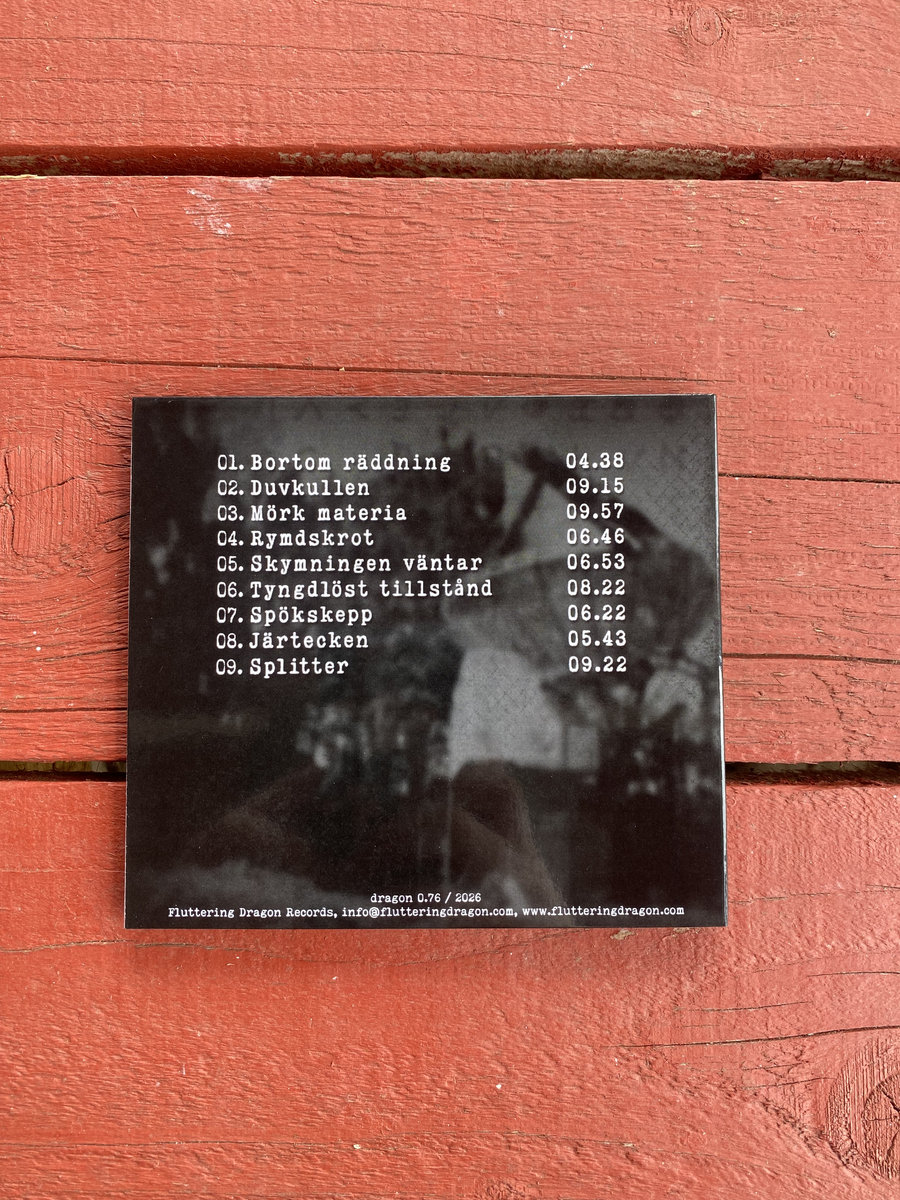 01. Bortom räddning 04.38
02. Duvkullen 09.15
03. Mörk materia 09.57
04. Rymdskrot 06.46
05. Skymningen väntar 06.53
06. Tyngdlöst tillstånd 08.22
07. Spökskepp 06.22
08. Järtecken 05.43
09. Splitter 09.22
dragon 0.76 / 2026
Fluttering Dragon Records, info@flutteringdragon.com, www.flutteringdragon.com